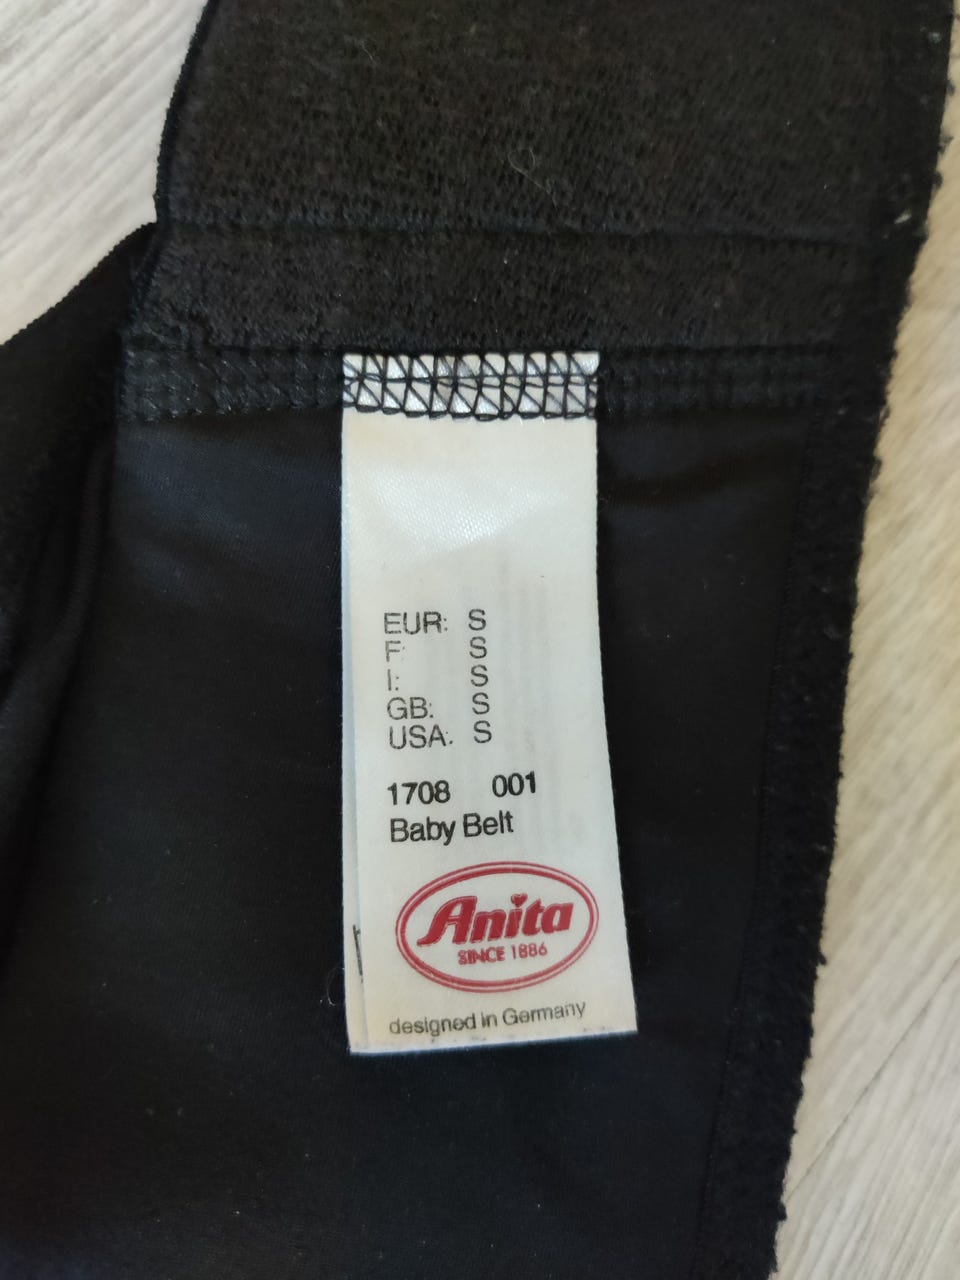 EUR: S
F: S
I: S
GB: S
USA: S
1708 001
Baby Belt
Anita
SINCE 1886
designed in Germany